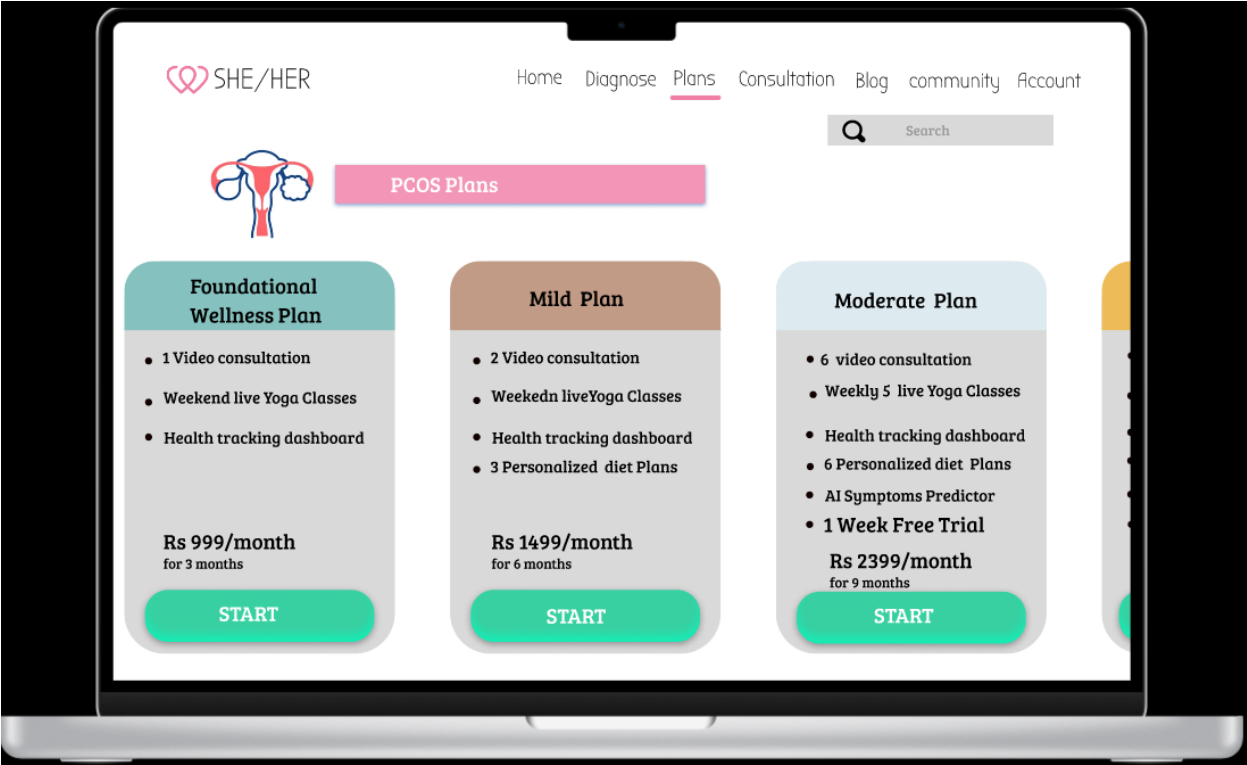 SHE/HER
Home Diagnose Plans Consultation Blog community Account
Search
PCOS Plans
Foundational
Wellness Plan
• 1 Video consultation
• Weekend live Yoga Classes
• Health tracking dashboard
Rs 999/month
for 3 months
START
Mild Plan
• 2 Video consultation
• Weekedn liveYoga Classes
• Health tracking dashboard
• 3 Personalized diet Plans
Rs 1499/month
for 6 months
START
Moderate Plan
• 6 video consultation
• Weekly 5 live Yoga Classes
• Health tracking dashboard
• 6 Personalized diet Plans
• AI Symptoms Predictor
• 1 Week Free Trial
Rs 2399/month
for 9 months
START